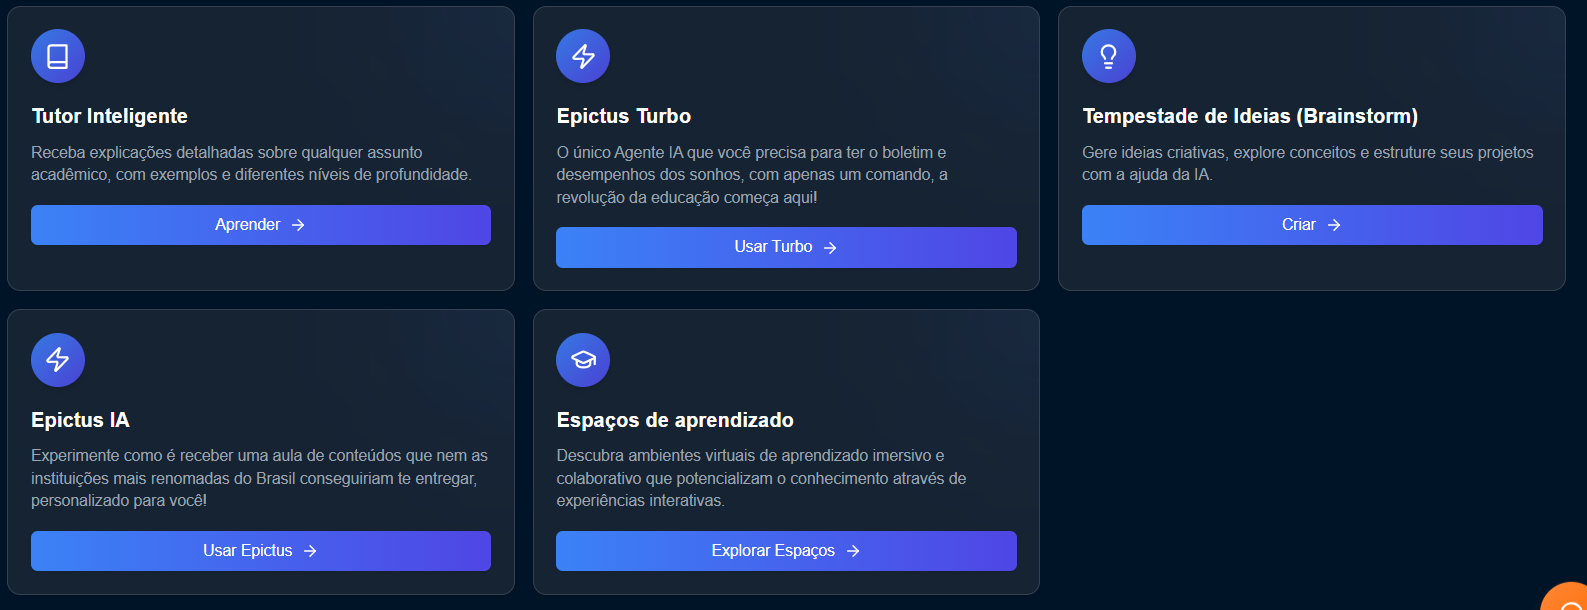 Tutor Inteligente
Receba explicações detalhadas sobre qualquer assunto
acadêmico, com exemplos e diferentes níveis de profundidade.
Aprender
Epictus Turbo
O único Agente IA que você precisa para ter o boletim e
desempenhos dos sonhos, com apenas um comando, a
revolução da educação começa aqui!
Usar Turbo
Tempestade de Ideias (Brainstorm)
Gere ideias criativas, explore conceitos e estruture seus projetos
com a ajuda da IA.
Criar
Epictus IA
Experimente como é receber uma aula de conteúdos que nem as
instituições mais renomadas do Brasil conseguiriam te entregar,
personalizado para você!
Usar Epictus
Espaços de aprendizado
Descubra ambientes virtuais de aprendizado imersivo e
colaborativo que potencializam o conhecimento através de
experiências interativas.
Explorar Espaços